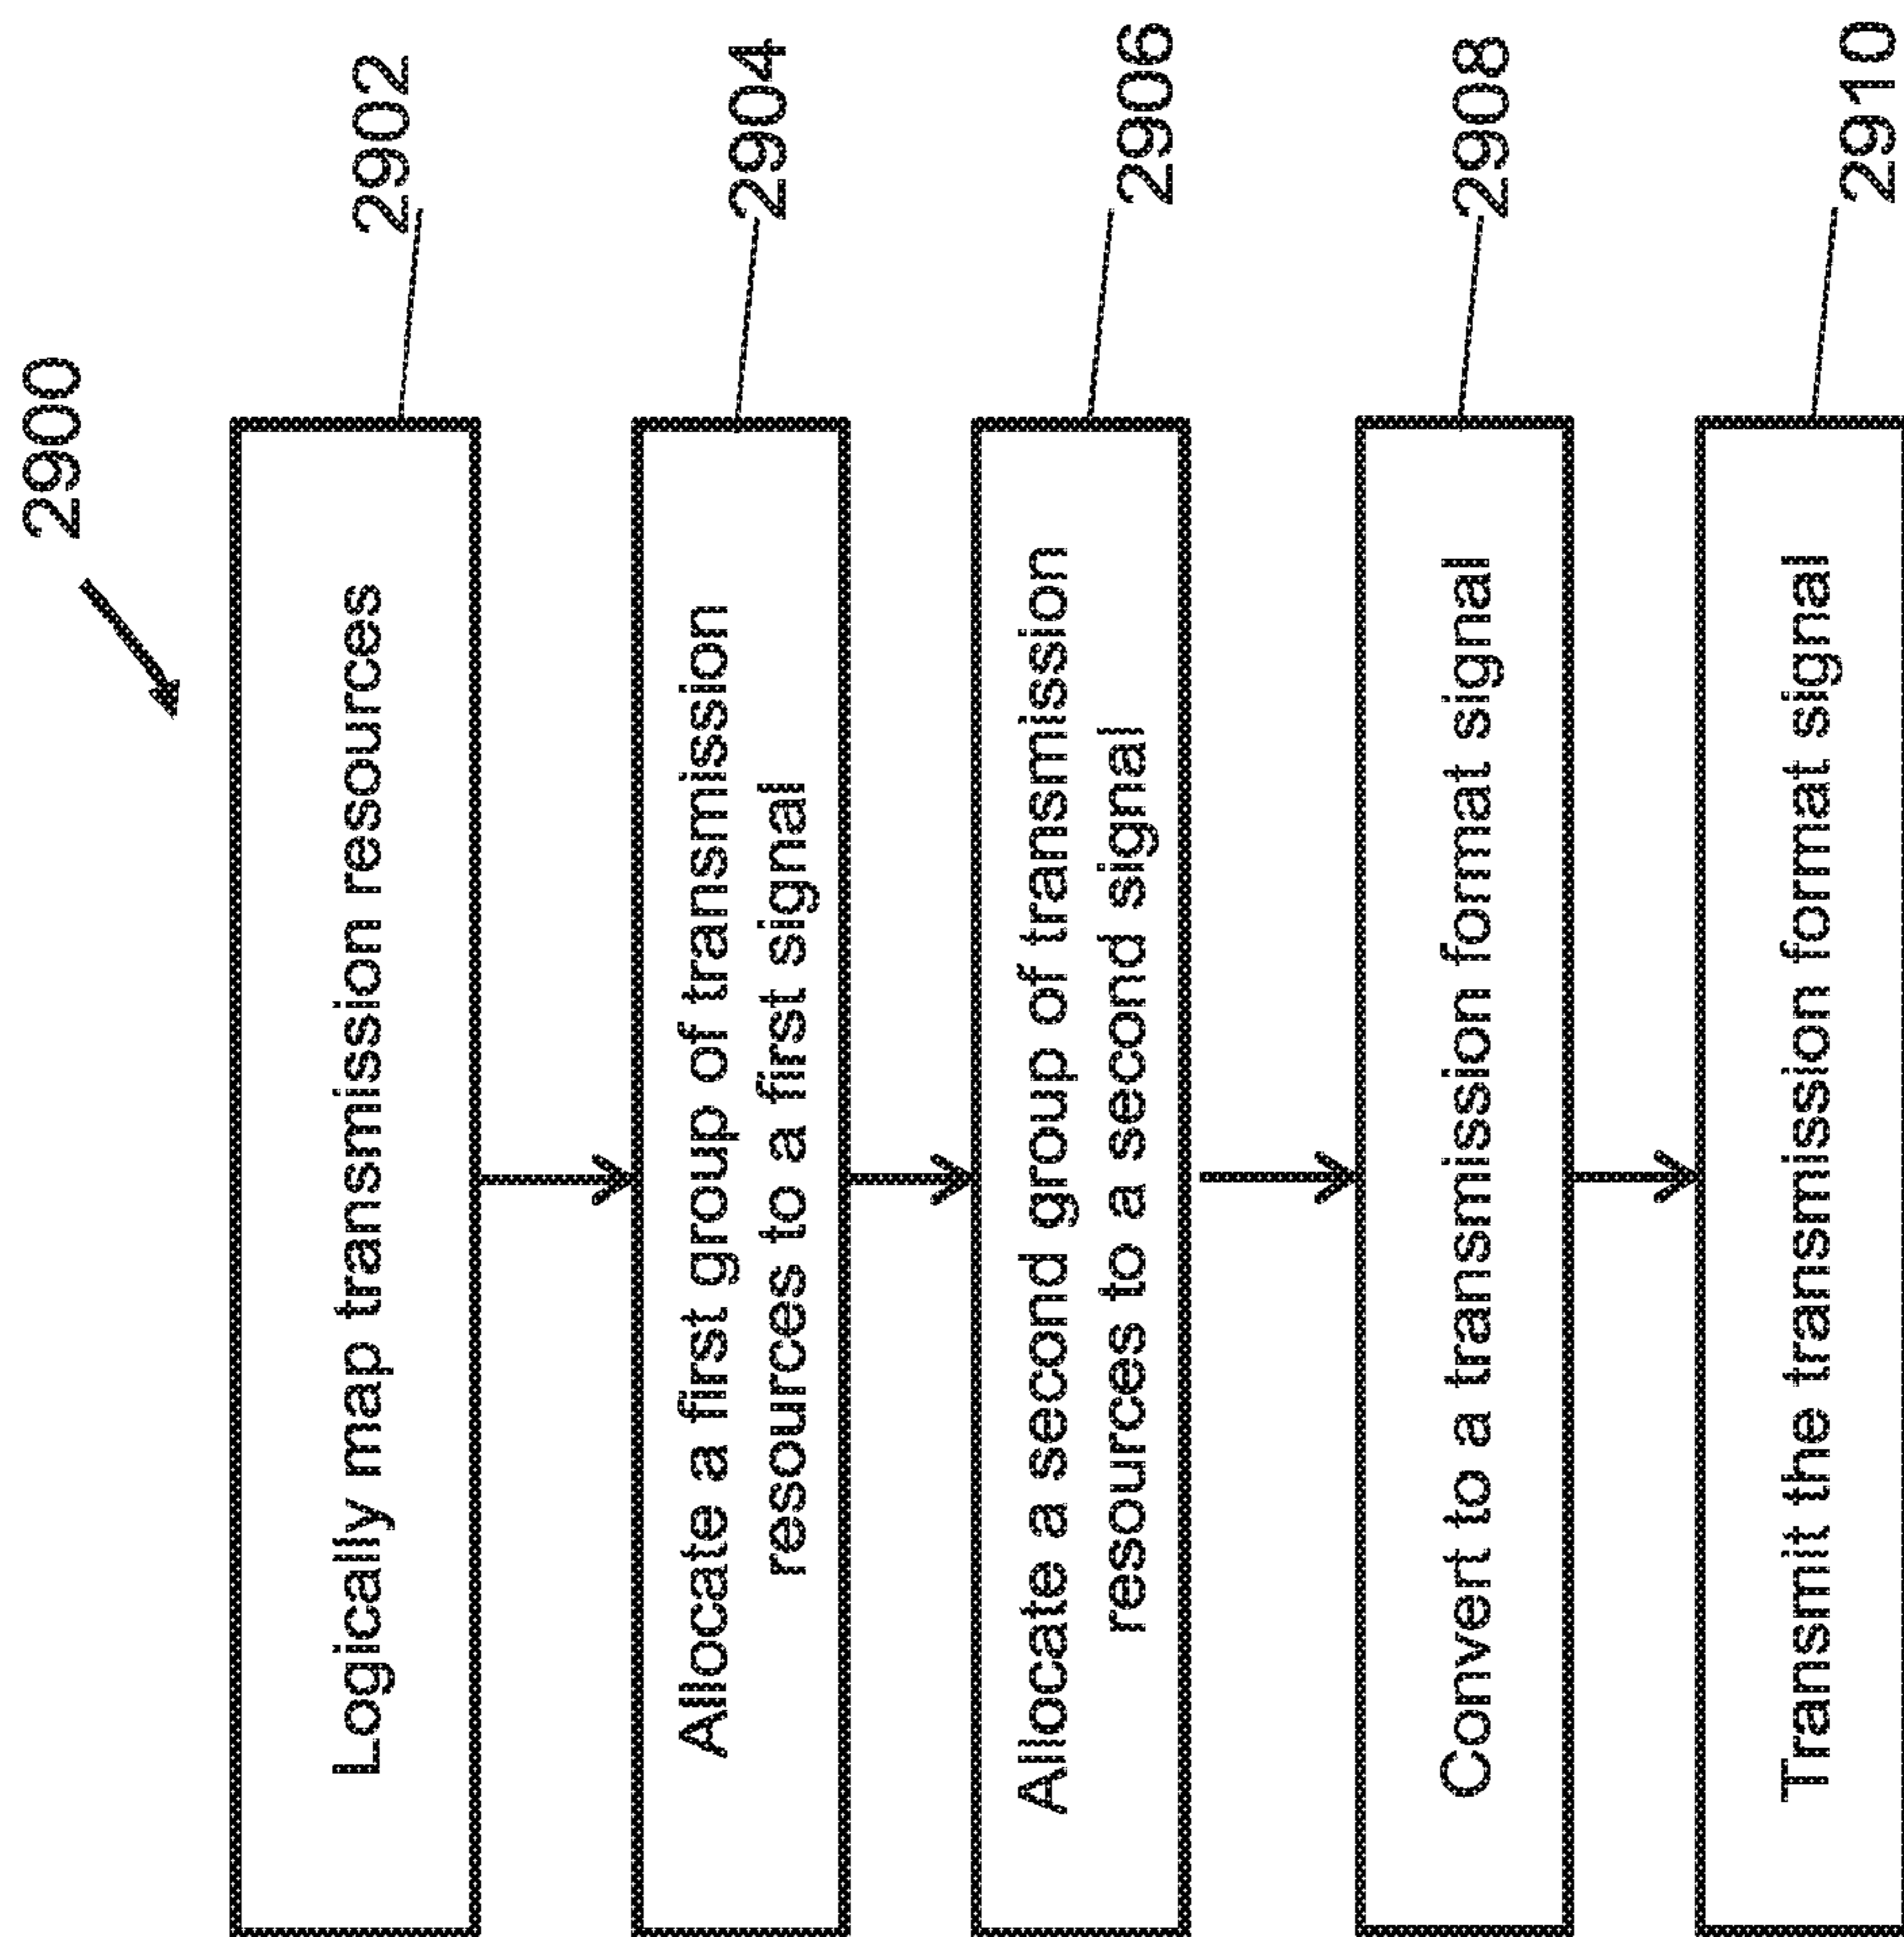 2900
Logically map transmission resources
2902
Allocate a first group of transmission
resources to a first signal
2904
Allocate a second group of transmission
resources to a second signal
2906
Convert to a transmission format signal
2908
Transmit the transmission format signal
2910